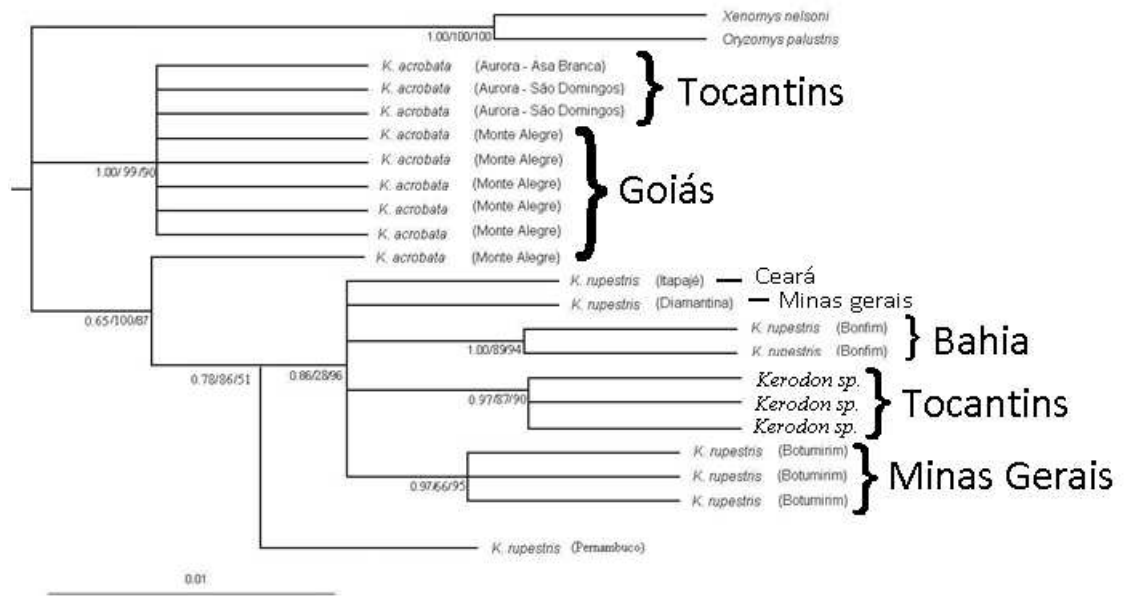 Xenomys nelsoni
1.00/100/100
Oryzomys palustris
K. acrobata (Aurora - Asa Branca)
K. acrobata (Aurora - São Domingos)
Tocantins
K. acrobata (Aurora - São Domingos)
K. acrobata (Monte Alegre)
K. acrobata (Monte Alegre)
1.00/99/90
K. acrobata (Monte Alegre)
Goiás
K. acrobata (Monte Alegre)
K. acrobata (Monte Alegre)
K. acrobata (Monte Alegre)
K. rupestris (Itapajé) Ceará
K. rupestris (Diamantina) Minas gerais
0.65/100/87
K. rupestris (Bonfim)
Bahia
1.00/89/94
K. rupestris (Bonfim)
0.78/86/51
0.86/28/96
Kerodon sp.
0.97/87/90
Kerodon sp.
Tocantins
Kerodon sp.
K. rupestris (Botumirim)
K. rupestris (Botumirim)
Minas Gerais
0.97/66/95
K. rupestris (Botumirim)
K. rupestris (Pernambuco)
0.01